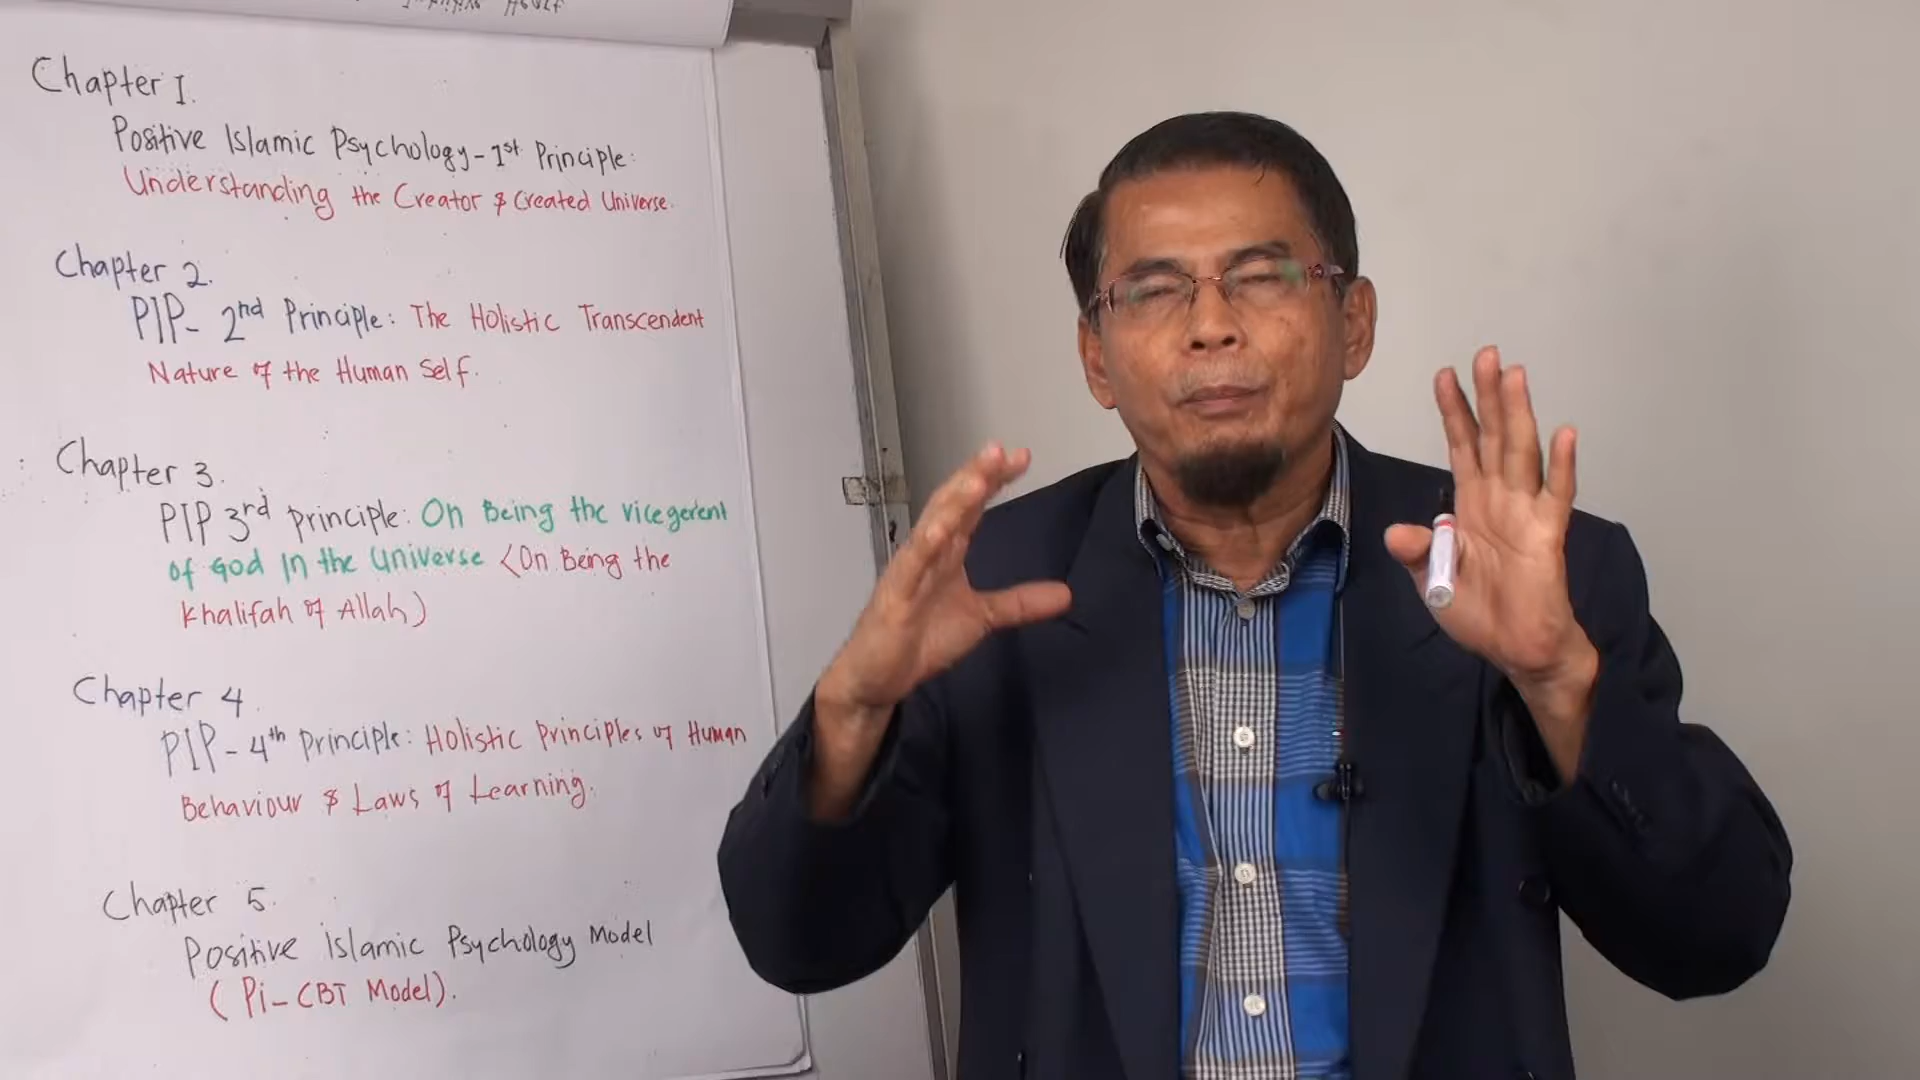 Chapter 1.
Positive Islamic Psychology - 1st Principle:
Understanding the Creator & Created Universe.
Chapter 2.
PIP- 2nd Principle: The Holistic Transcendent
Nature of the Human Self.
Chapter 3.
PIP 3rd principle: On Being the vicegerent
of God In the Universe (On Being the
Khalifah of Allah)
Chapter 4.
PIP - 4th Principle: Holistic Principles of Human
Behaviour & Laws of Learning.
Chapter 5.
Positive Islamic Psychology Model
(Pi-CBT Model).